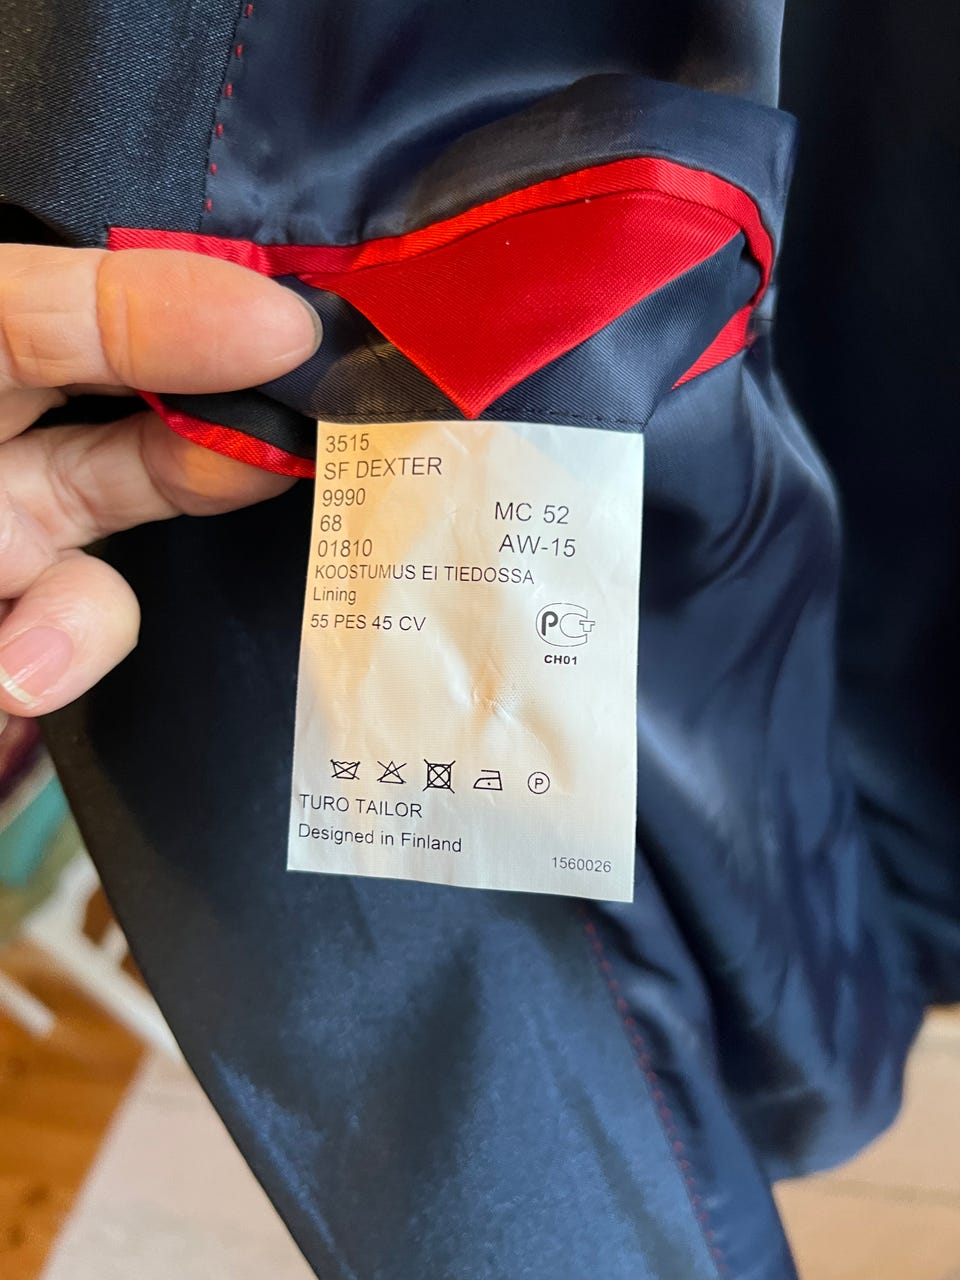 3515
SF DEXTER
9990
68
01810
MC 52
AW-15
KOOSTUMUS EI TIEDOSSA
Lining
55 PES 45 CV
PCT
CH01
P
TURO TAILOR
Designed in Finland
1560026